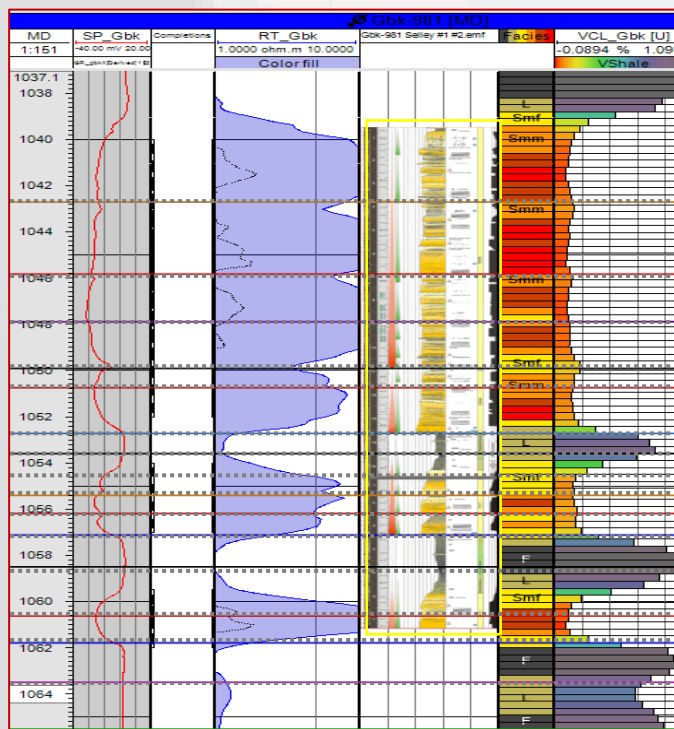 Gbk-981 [MD]
MD SP_Gbk Completions RT_Gbk Gbk-981 Selley #1 #2.emf Facies VCL_Gbk [U]
1:151 -40.00 mV 20.00 1.0000 ohm.m 10.0000 -0.0894 % 1.09
Color fill VShale
1037.1
1038
L
Smf
1040
Smm
1042
Smm
1044
1046
Smm
1048
Smf
1050
Smm
1052
L
1054
Smf
1056
1058
F
L
1060
Smf
1062
F
1064
L
F